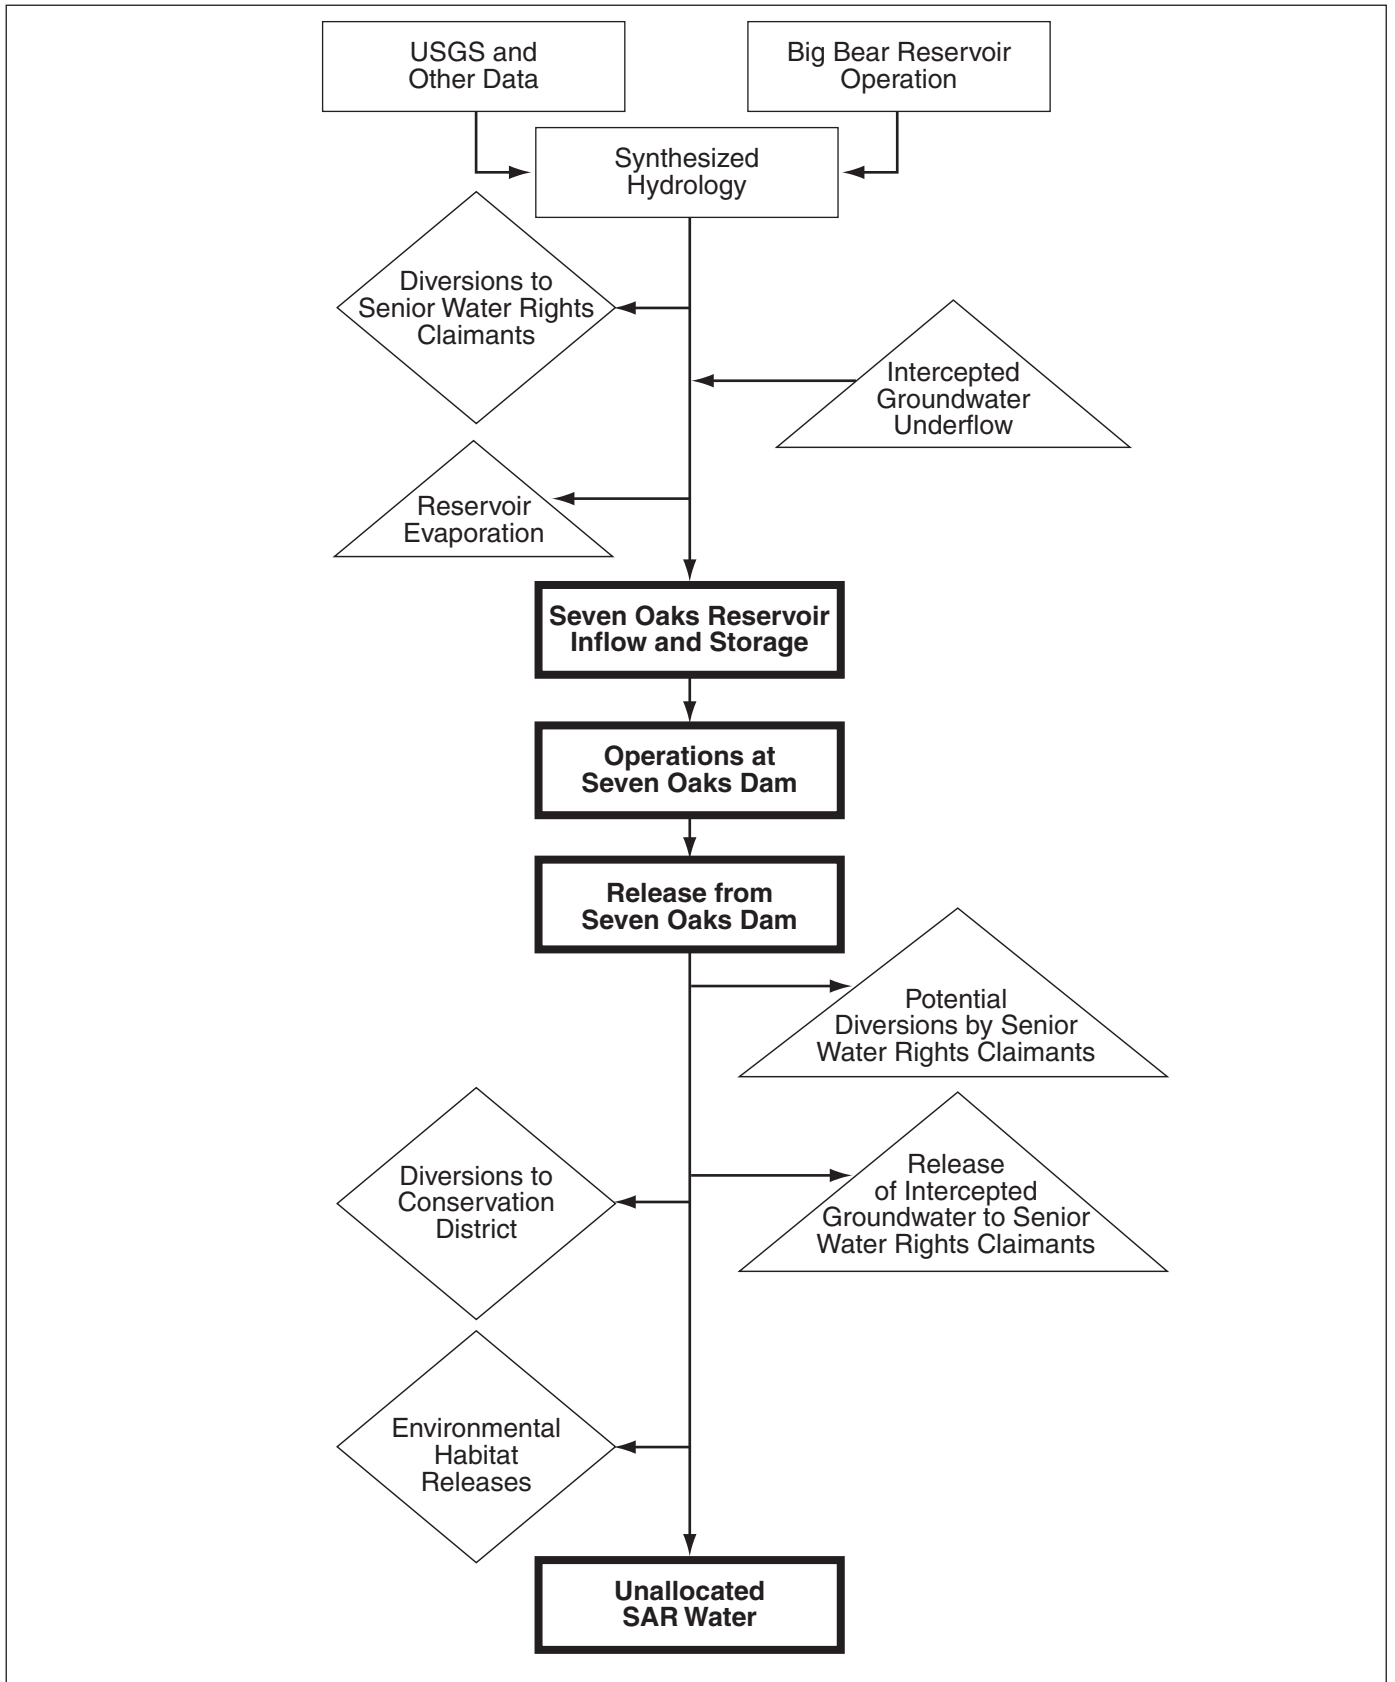 USGS and
Other Data
Big Bear Reservoir
Operation
Synthesized
Hydrology
Diversions to
Senior Water Rights
Claimants
Intercepted
Groundwater
Underflow
Reservoir
Evaporation
Seven Oaks Reservoir
Inflow and Storage
Operations at
Seven Oaks Dam
Release from
Seven Oaks Dam
Potential
Diversions by Senior
Water Rights Claimants
Release
of Intercepted
Groundwater to Senior
Water Rights Claimants
Diversions to
Conservation
District
Environmental
Habitat
Releases
Unallocated
SAR Water